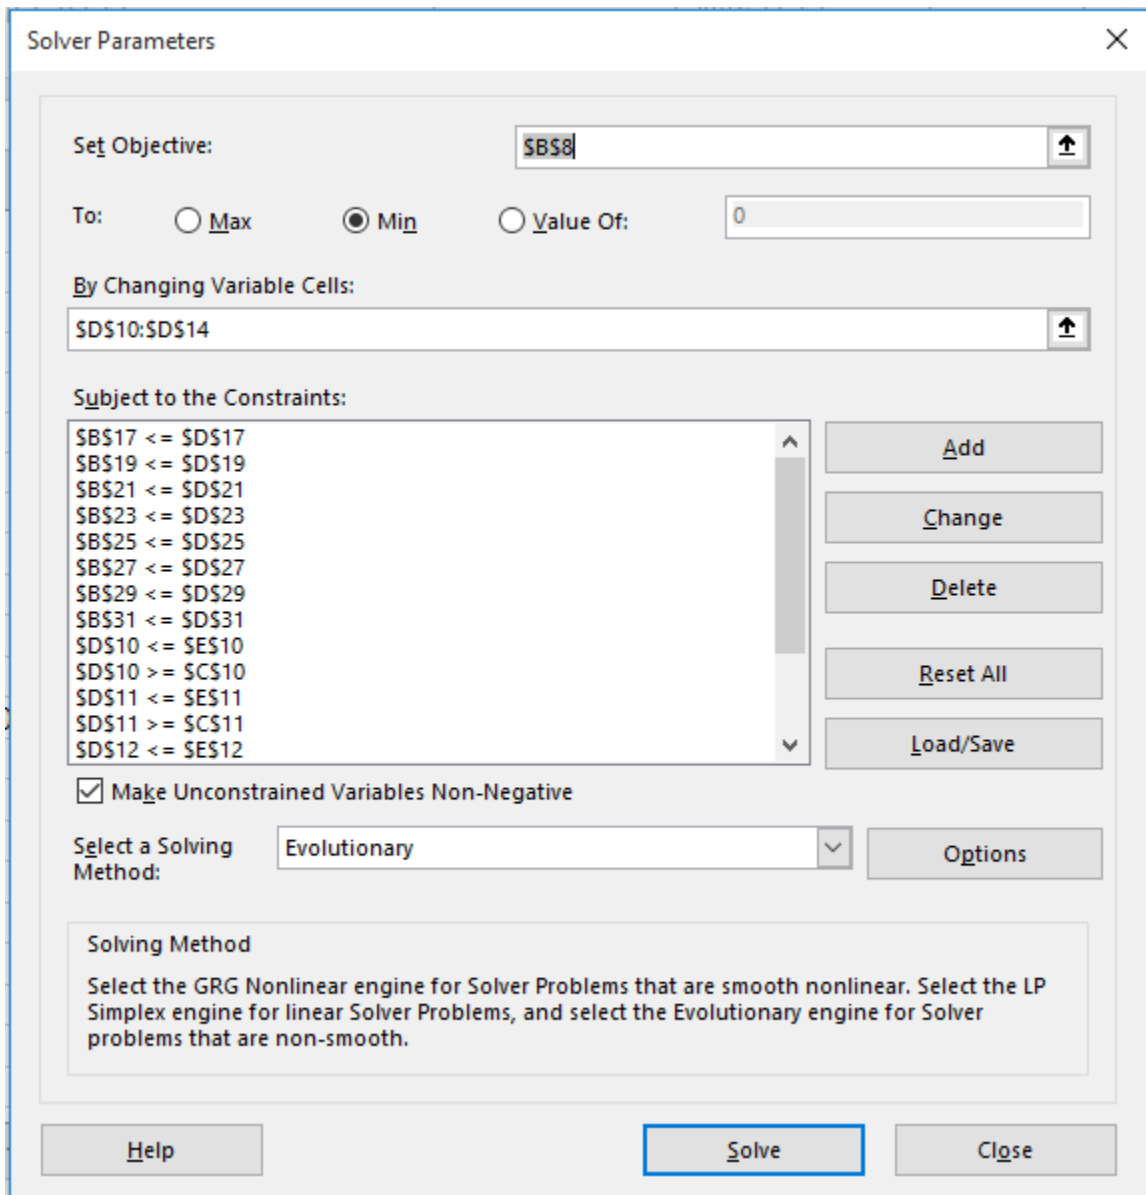 Solver Parameters
Set Objective:
$B$8
To:
Max
Min
Value Of:
0
By Changing Variable Cells:
$D$10:$D$14
Subject to the Constraints:
$B$17 <= $D$17
$B$19 <= $D$19
$B$21 <= $D$21
$B$23 <= $D$23
$B$25 <= $D$25
$B$27 <= $D$27
$B$29 <= $D$29
$B$31 <= $D$31
$D$10 <= $E$10
$D$10 >= $C$10
$D$11 <= $E$11
$D$11 >= $C$11
$D$12 <= $E$12
Add
Change
Delete
Reset All
Load/Save
Make Unconstrained Variables Non-Negative
Select a Solving
Method:
Evolutionary
Options
Solving Method
Select the GRG Nonlinear engine for Solver Problems that are smooth nonlinear. Select the LP
Simplex engine for linear Solver Problems, and select the Evolutionary engine for Solver
problems that are non-smooth.
Help
Solve
Close